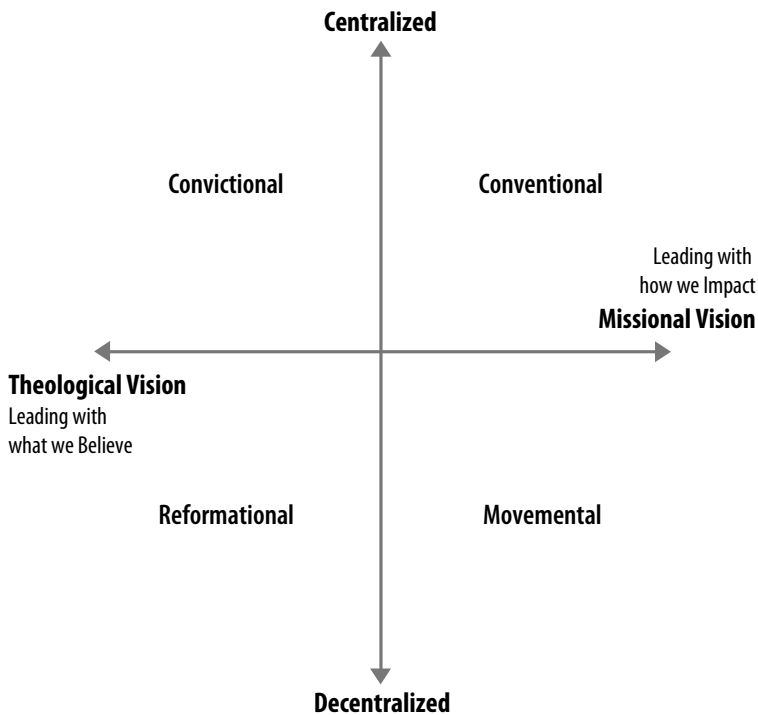 Centralized
Convictional
Conventional
Leading with
how we Impact
Missional Vision
Theological Vision
Leading with
what we Believe
Reformational
Movemental
Decentralized